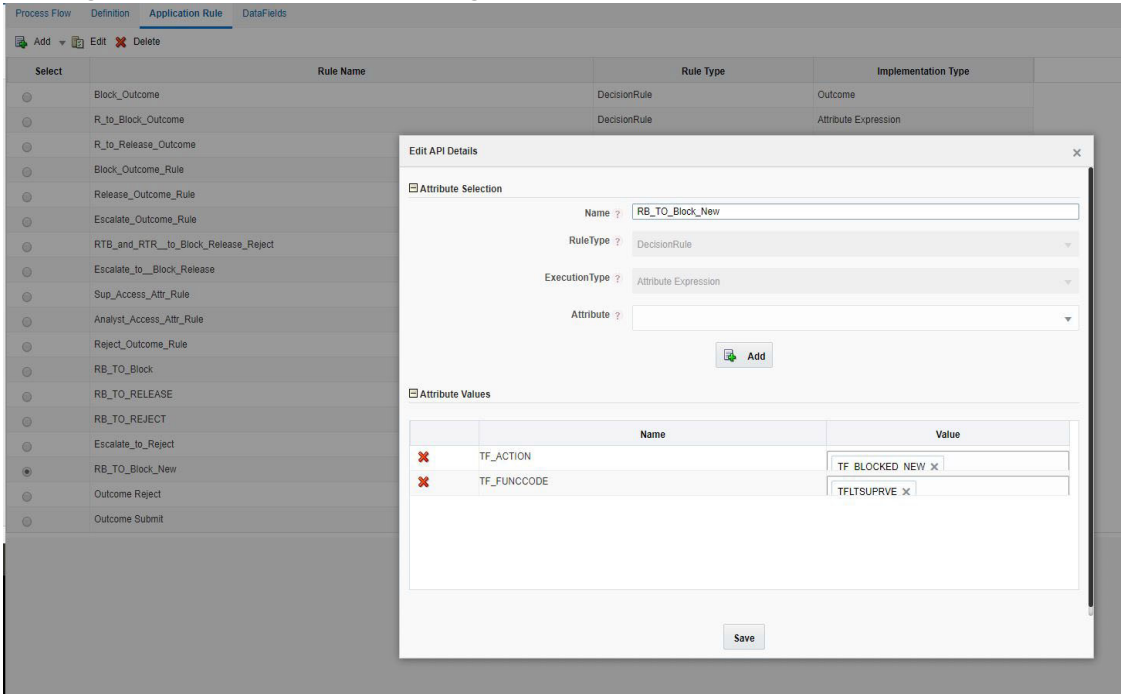 Process Flow Definition Application Rule DataFields
Add Edit Delete
Select Rule Name Rule Type Implementation Type
Block_Outcome DecisionRule Outcome
R_to_Block_Outcome DecisionRule Attribute Expression
R_to_Release_Outcome
Block_Outcome_Rule
Release_Outcome_Rule
Escalate_Outcome_Rule
RTB_and_RTR__to_Block_Release_Reject
Escalate_to__Block_Release
Sup_Access_Attr_Rule
Analyst_Access_Attr_Rule
Reject_Outcome_Rule
RB_TO_Block
RB_TO_RELEASE
RB_TO_REJECT
Escalate_to_Reject
RB_TO_Block_New
Outcome Reject
Outcome Submit
Edit API Details
Attribute Selection
Name ? RB_TO_Block_New
RuleType ? DecisionRule
ExecutionType ? Attribute Expression
Attribute ?
Add
Attribute Values
Name Value
TF_ACTION TF_BLOCKED_NEW
TF_FUNCCODE TFLTSUPRVE
Save